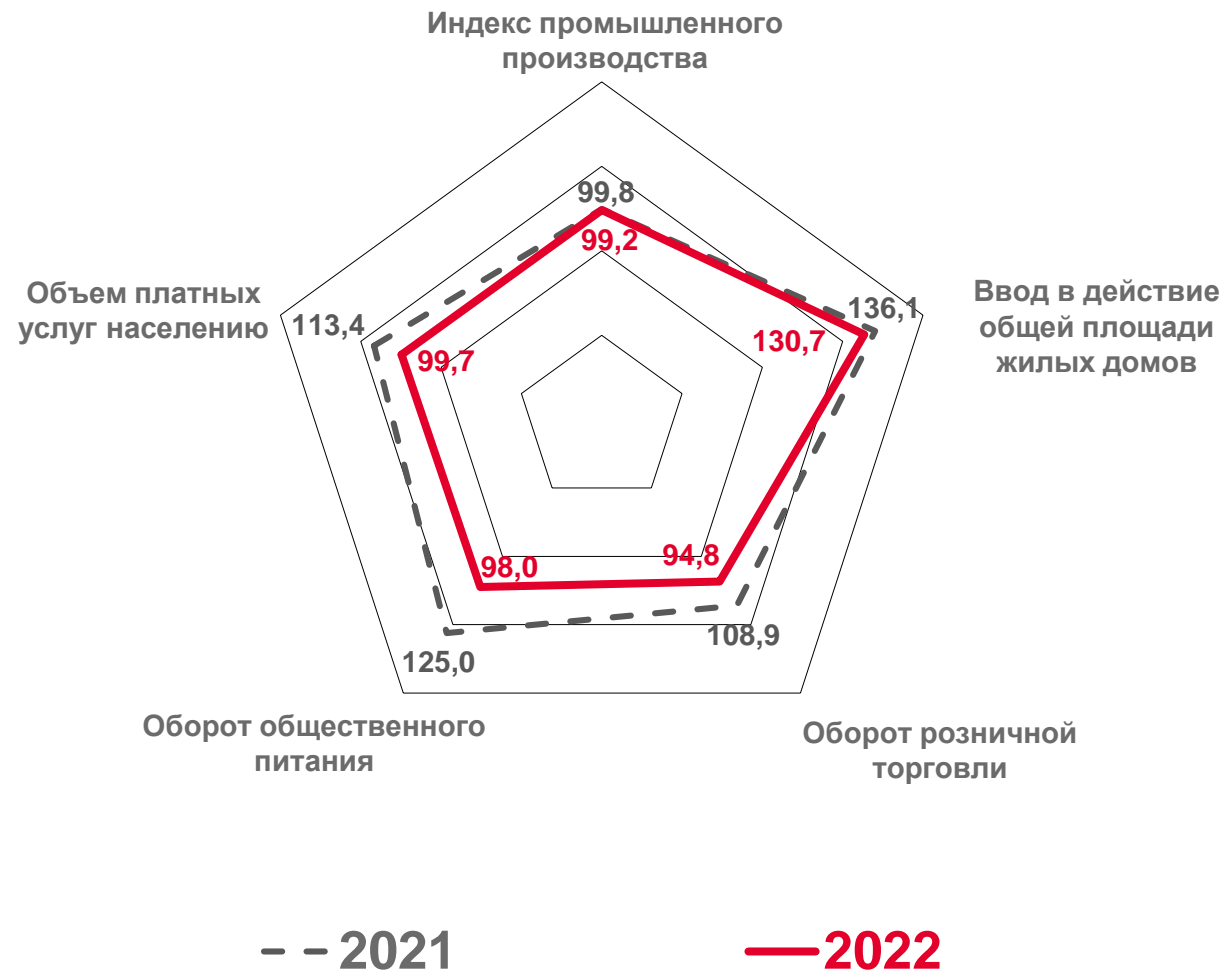 Индекс промышленного
производства
99,8
99,2
Ввод в действие
общей площади
жилых домов
136,1
130,7
Объем платных
услуг населению
113,4
99,7
98,0
94,8
125,0
108,9
Оборот общественного
питания
Оборот розничной
торговли
2021
2022